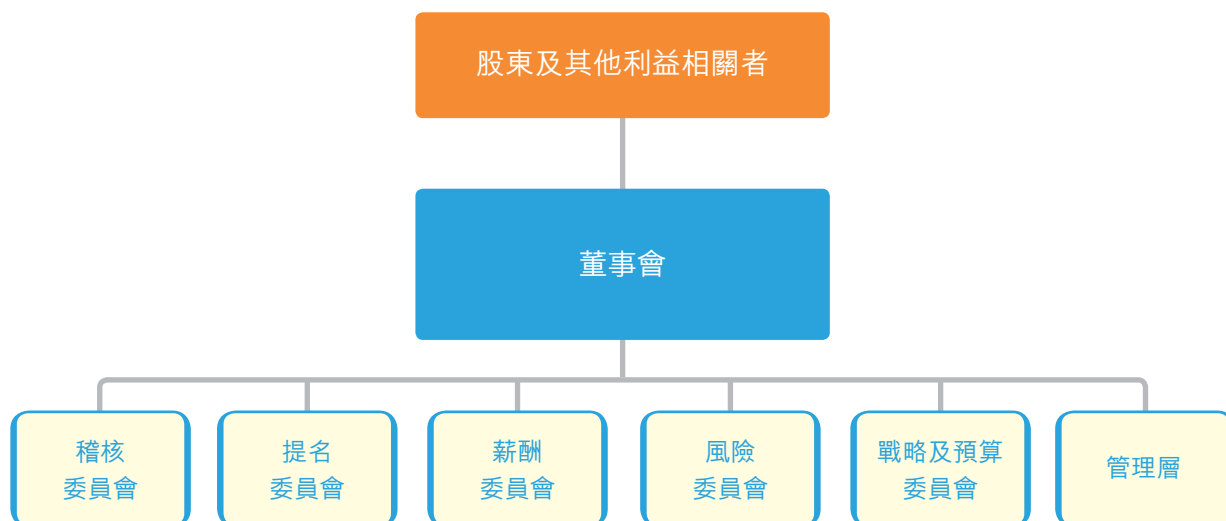 股東及其他利益相關者
董事會
稽核
委員會
提名
委員會
薪酬
委員會
風險
委員會
戰略及預算
委員會
管理層